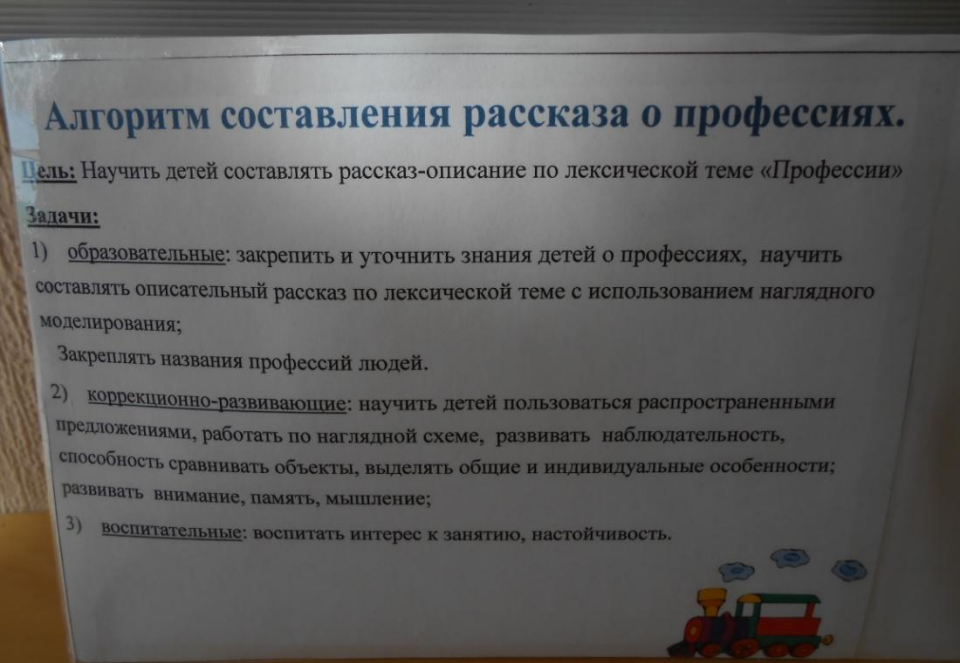 Алгоритм составления рассказа о профессиях.
Цель: Научить детей составлять рассказ-описание по лексической теме «Профессии»
Задачи:
1) образовательные: закрепить и уточнить знания детей о профессиях, научить
составлять описательный рассказ по лексической теме с использованием наглядного
моделирования;
Закреплять названия профессий людей.
2) коррекционно-развивающие: научить детей пользоваться распространенными
предложениями, работать по наглядной схеме, развивать наблюдательность,
способность сравнивать объекты, выделять общие и индивидуальные особенности;
развивать внимание, память, мышление;
3) воспитательные: воспитать интерес к занятию, настойчивость.